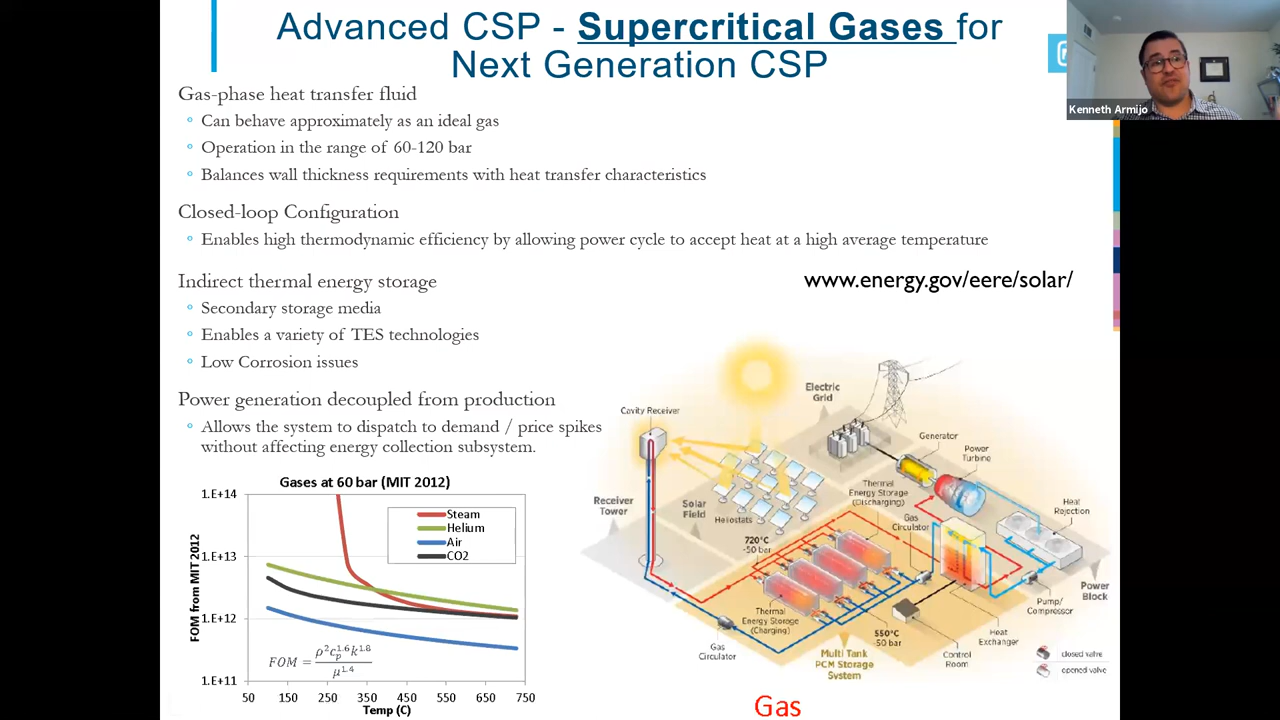 Advanced CSP - Supercritical Gases for
Next Generation CSP
Kenneth Armijo
Gas-phase heat transfer fluid
Can behave approximately as an ideal gas
Operation in the range of 60-120 bar
Balances wall thickness requirements with heat transfer characteristics
Closed-loop Configuration
Enables high thermodynamic efficiency by allowing power cycle to accept heat at a high average temperature
Indirect thermal energy storage
Secondary storage media
Enables a variety of TES technologies
Low Corrosion issues
www.energy.gov/eere/solar/
Power generation decoupled from production
Allows the system to dispatch to demand / price spikes
without affecting energy collection subsystem.
Gases at 60 bar (MIT 2012)
FOM from MIT 2012
1.E+14
1.E+13
1.E+12
1.E+11
Steam
Helium
Air
CO2
FOM = ρ²c_p^1.6 k^1.8 / μ^1.4
50 150 250 350 450 550 650 750
Temp (C)
Cavity Receiver
Electric
Grid
Generator
Power
Turbine
Receiver
Tower
Solar
Field
Heliostats
Thermal
Energy Storage
(Discharging)
Gas
Circulator
Heat
Rejection
720°C
-50 bar
Thermal
Energy Storage
(Charging)
550°C
-50 bar
Gas
Circulator
Multi Tank
PCM Storage
System
Control
Room
Heat
Exchanger
Pump/
Compressor
Power
Block
closed valve
opened valve
Gas